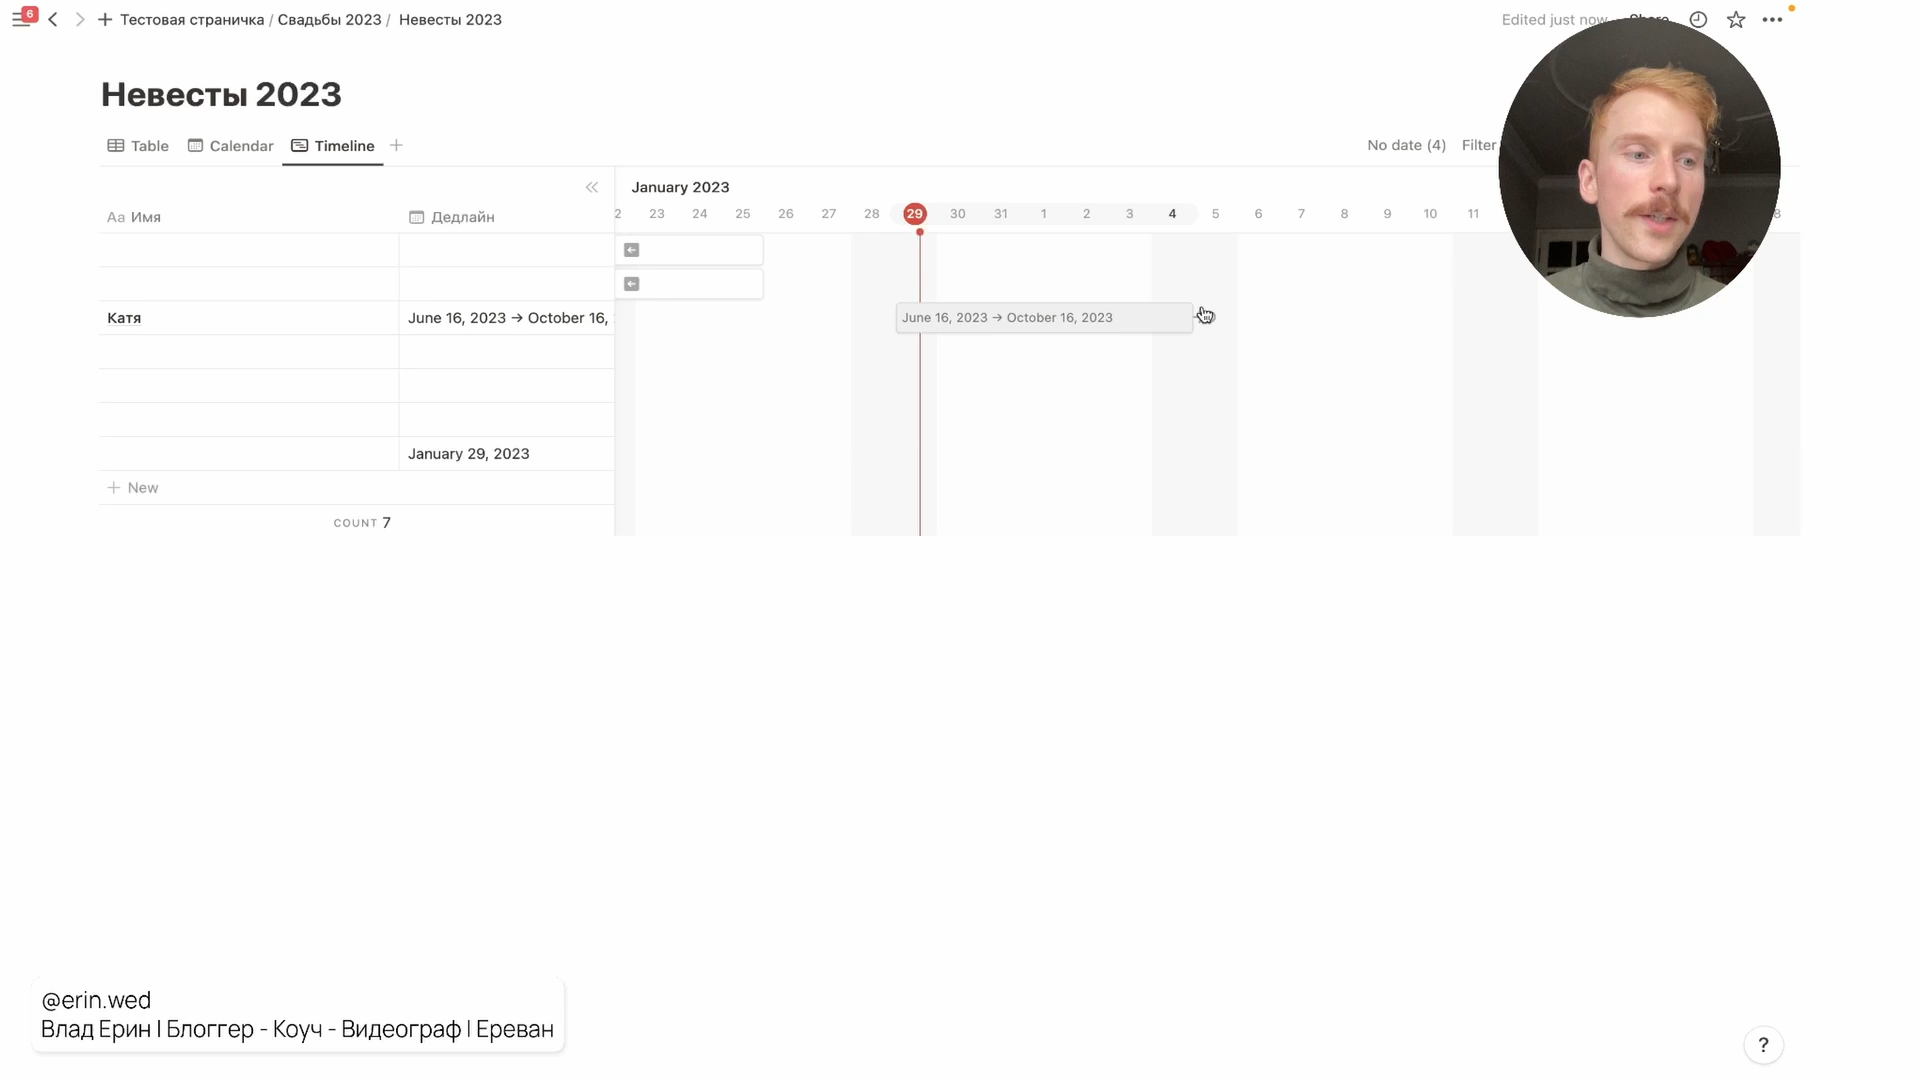 6
Тестовая страничка / Свадьбы 2023 / Невесты 2023
Edited just now
Share
Невесты 2023
Table
Calendar
Timeline
No date (4)
Filter
January 2023
Aa Имя
Дедлайн
2 23 24 25 26 27 28 29 30 31 1 2 3 4 5 6 7 8 9 10 11 8
Катя
June 16, 2023 → October 16,
June 16, 2023 → October 16, 2023
January 29, 2023
New
COUNT 7
@erin.wed
Влад Ерин | Блоггер - Коуч - Видеограф | Ереван
?